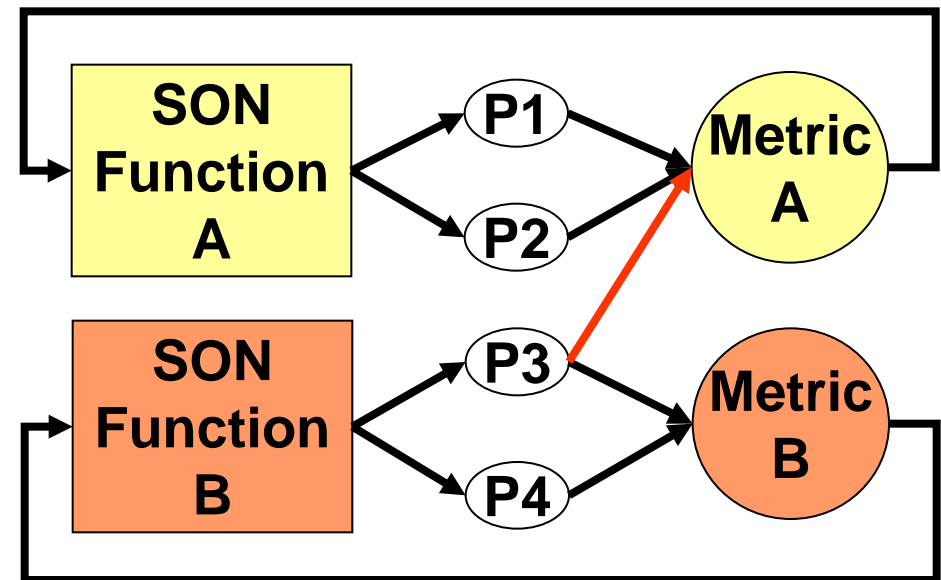 SON
Function
A
P1
P2
Metric
A
SON
Function
B
P3
P4
Metric
B